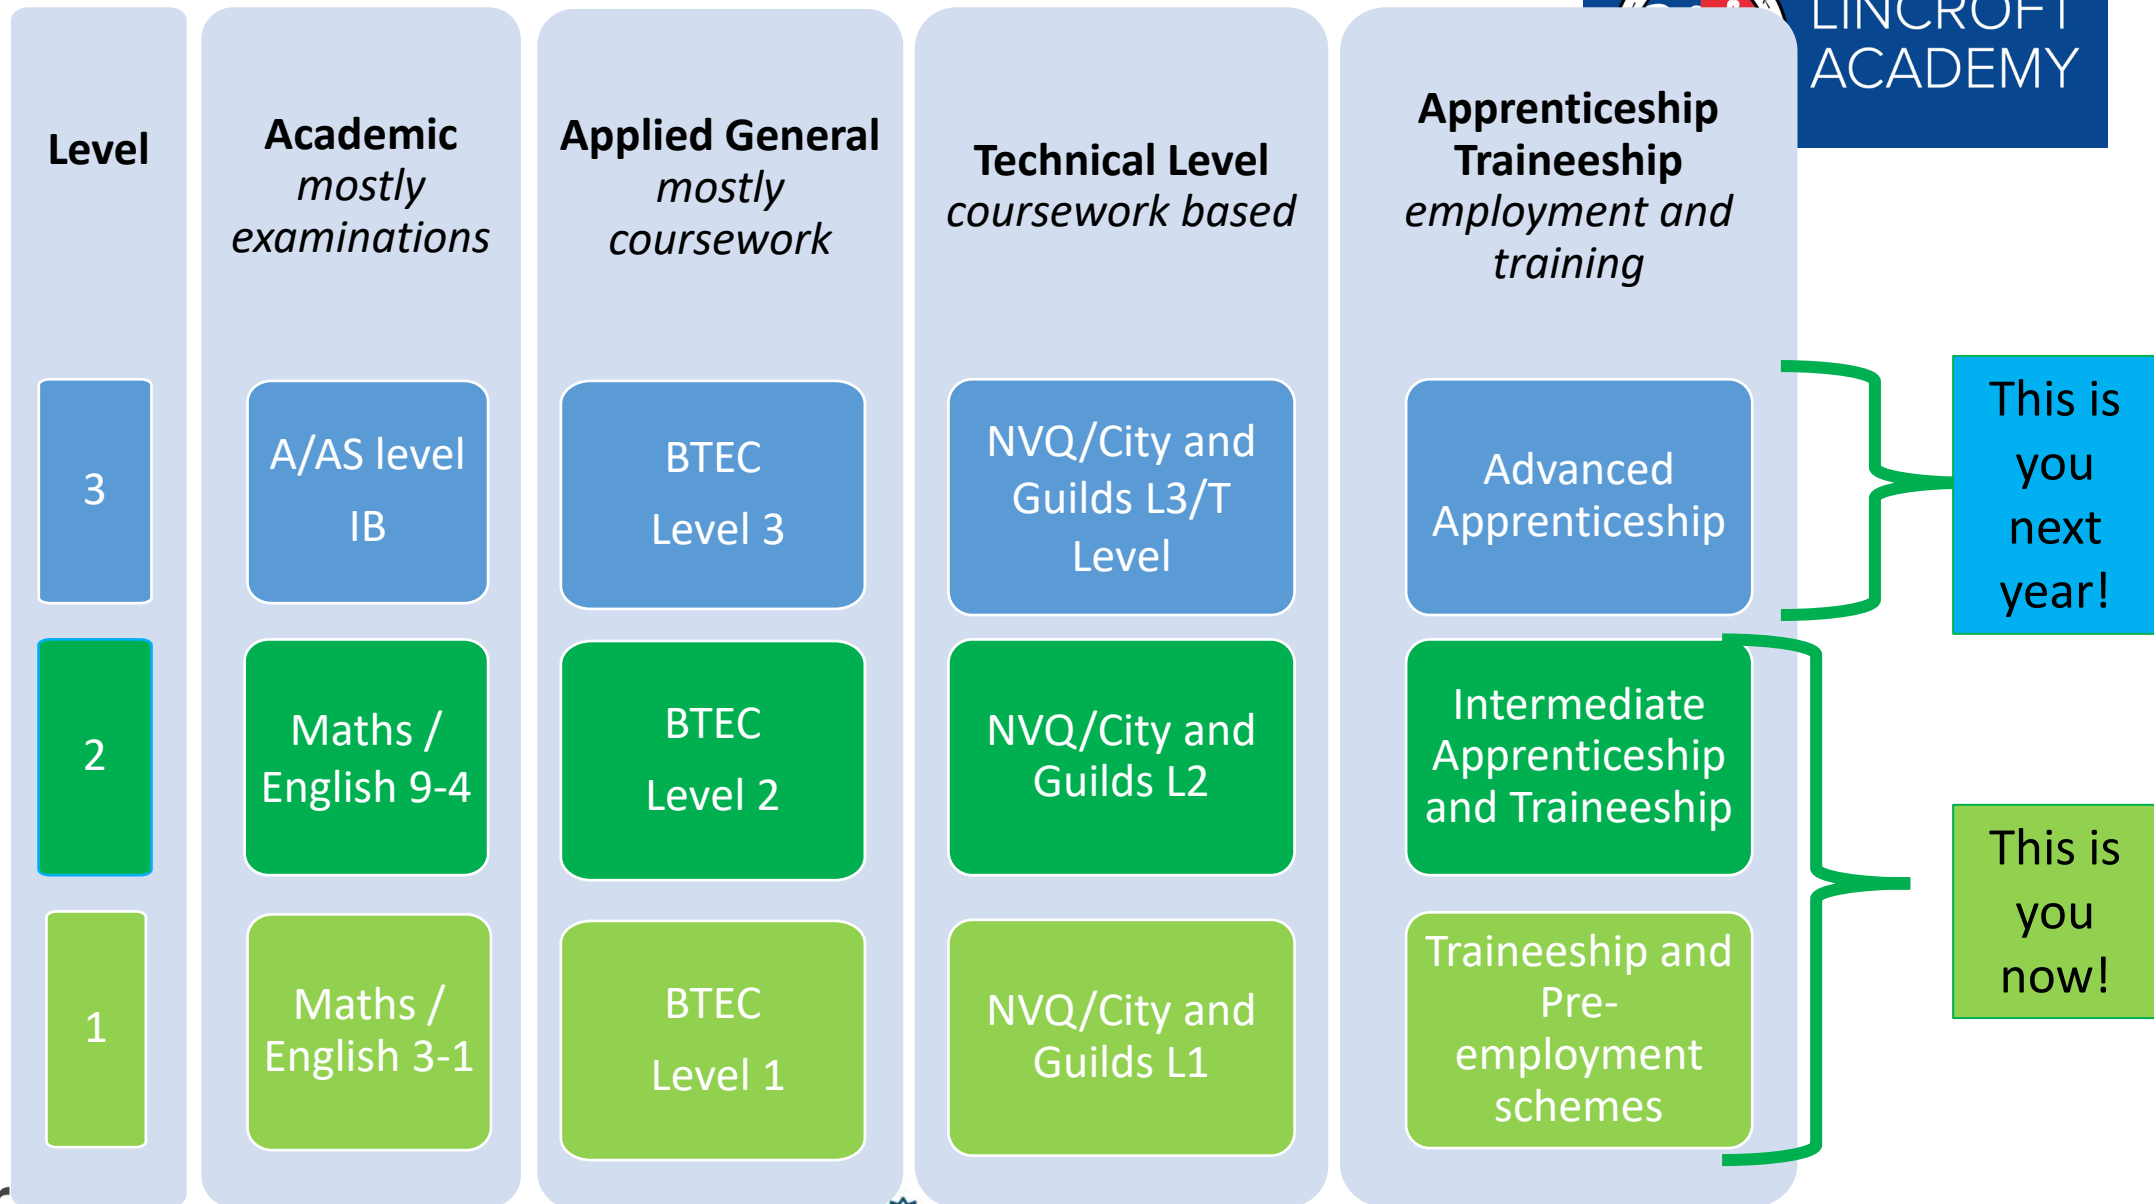 LINCROFT
ACADEMY
Level
Academic
mostly
examinations
Applied General
mostly
coursework
Technical Level
coursework based
Apprenticeship
Traineeship
employment and
training
3
A/AS level
IB
BTEC
Level 3
NVQ/City and
Guilds L3/T
Level
Advanced
Apprenticeship
This is
you
next
year!
2
Maths /
English 9-4
BTEC
Level 2
NVQ/City and
Guilds L2
Intermediate
Apprenticeship
and Traineeship
1
Maths /
English 3-1
BTEC
Level 1
NVQ/City and
Guilds L1
Traineeship and
Pre-
employment
schemes
This is
you
now!